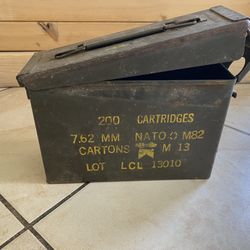 200 CARTRIDGES
7.62 MM NATO-O M82
CARTONS M 13
LOT LCL 13010